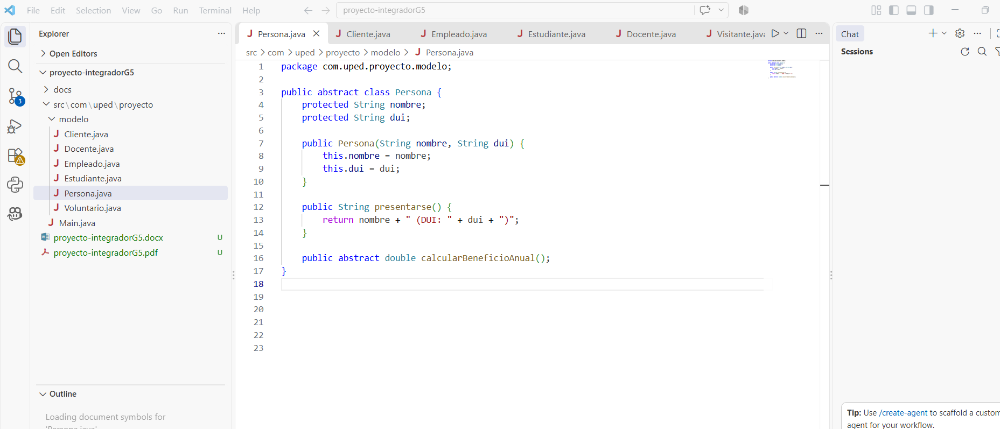 File Edit Selection View Go Run Terminal Help
proyecto-integradorG5
Explorer
Open Editors
proyecto-integradorG5
docs
src\com\uped\proyecto
modelo
Cliente.java
Docente.java
Empleado.java
Estudiante.java
Persona.java
Voluntario.java
Main.java
proyecto-integradorG5.docx U
proyecto-integradorG5.pdf U
3
Outline
Loading document symbols for
'Persona.java'
Persona.java Cliente.java Empleado.java Estudiante.java Docente.java Visitante.java
src > com > uped > proyecto > modelo > Persona.java
1 package com.uped.proyecto.modelo;
2
3 public abstract class Persona {
4 protected String nombre;
5 protected String dui;
6
7 public Persona(String nombre, String dui) {
8 this.nombre = nombre;
9 this.dui = dui;
10 }
11
12 public String presentarse() {
13 return nombre + " (DUI: " + dui + ")";
14 }
15
16 public abstract double calcularBeneficioAnual();
17 }
18
19
20
21
22
23
Chat
Sessions
Tip: Use /create-agent to scaffold a custom
agent for your workflow.